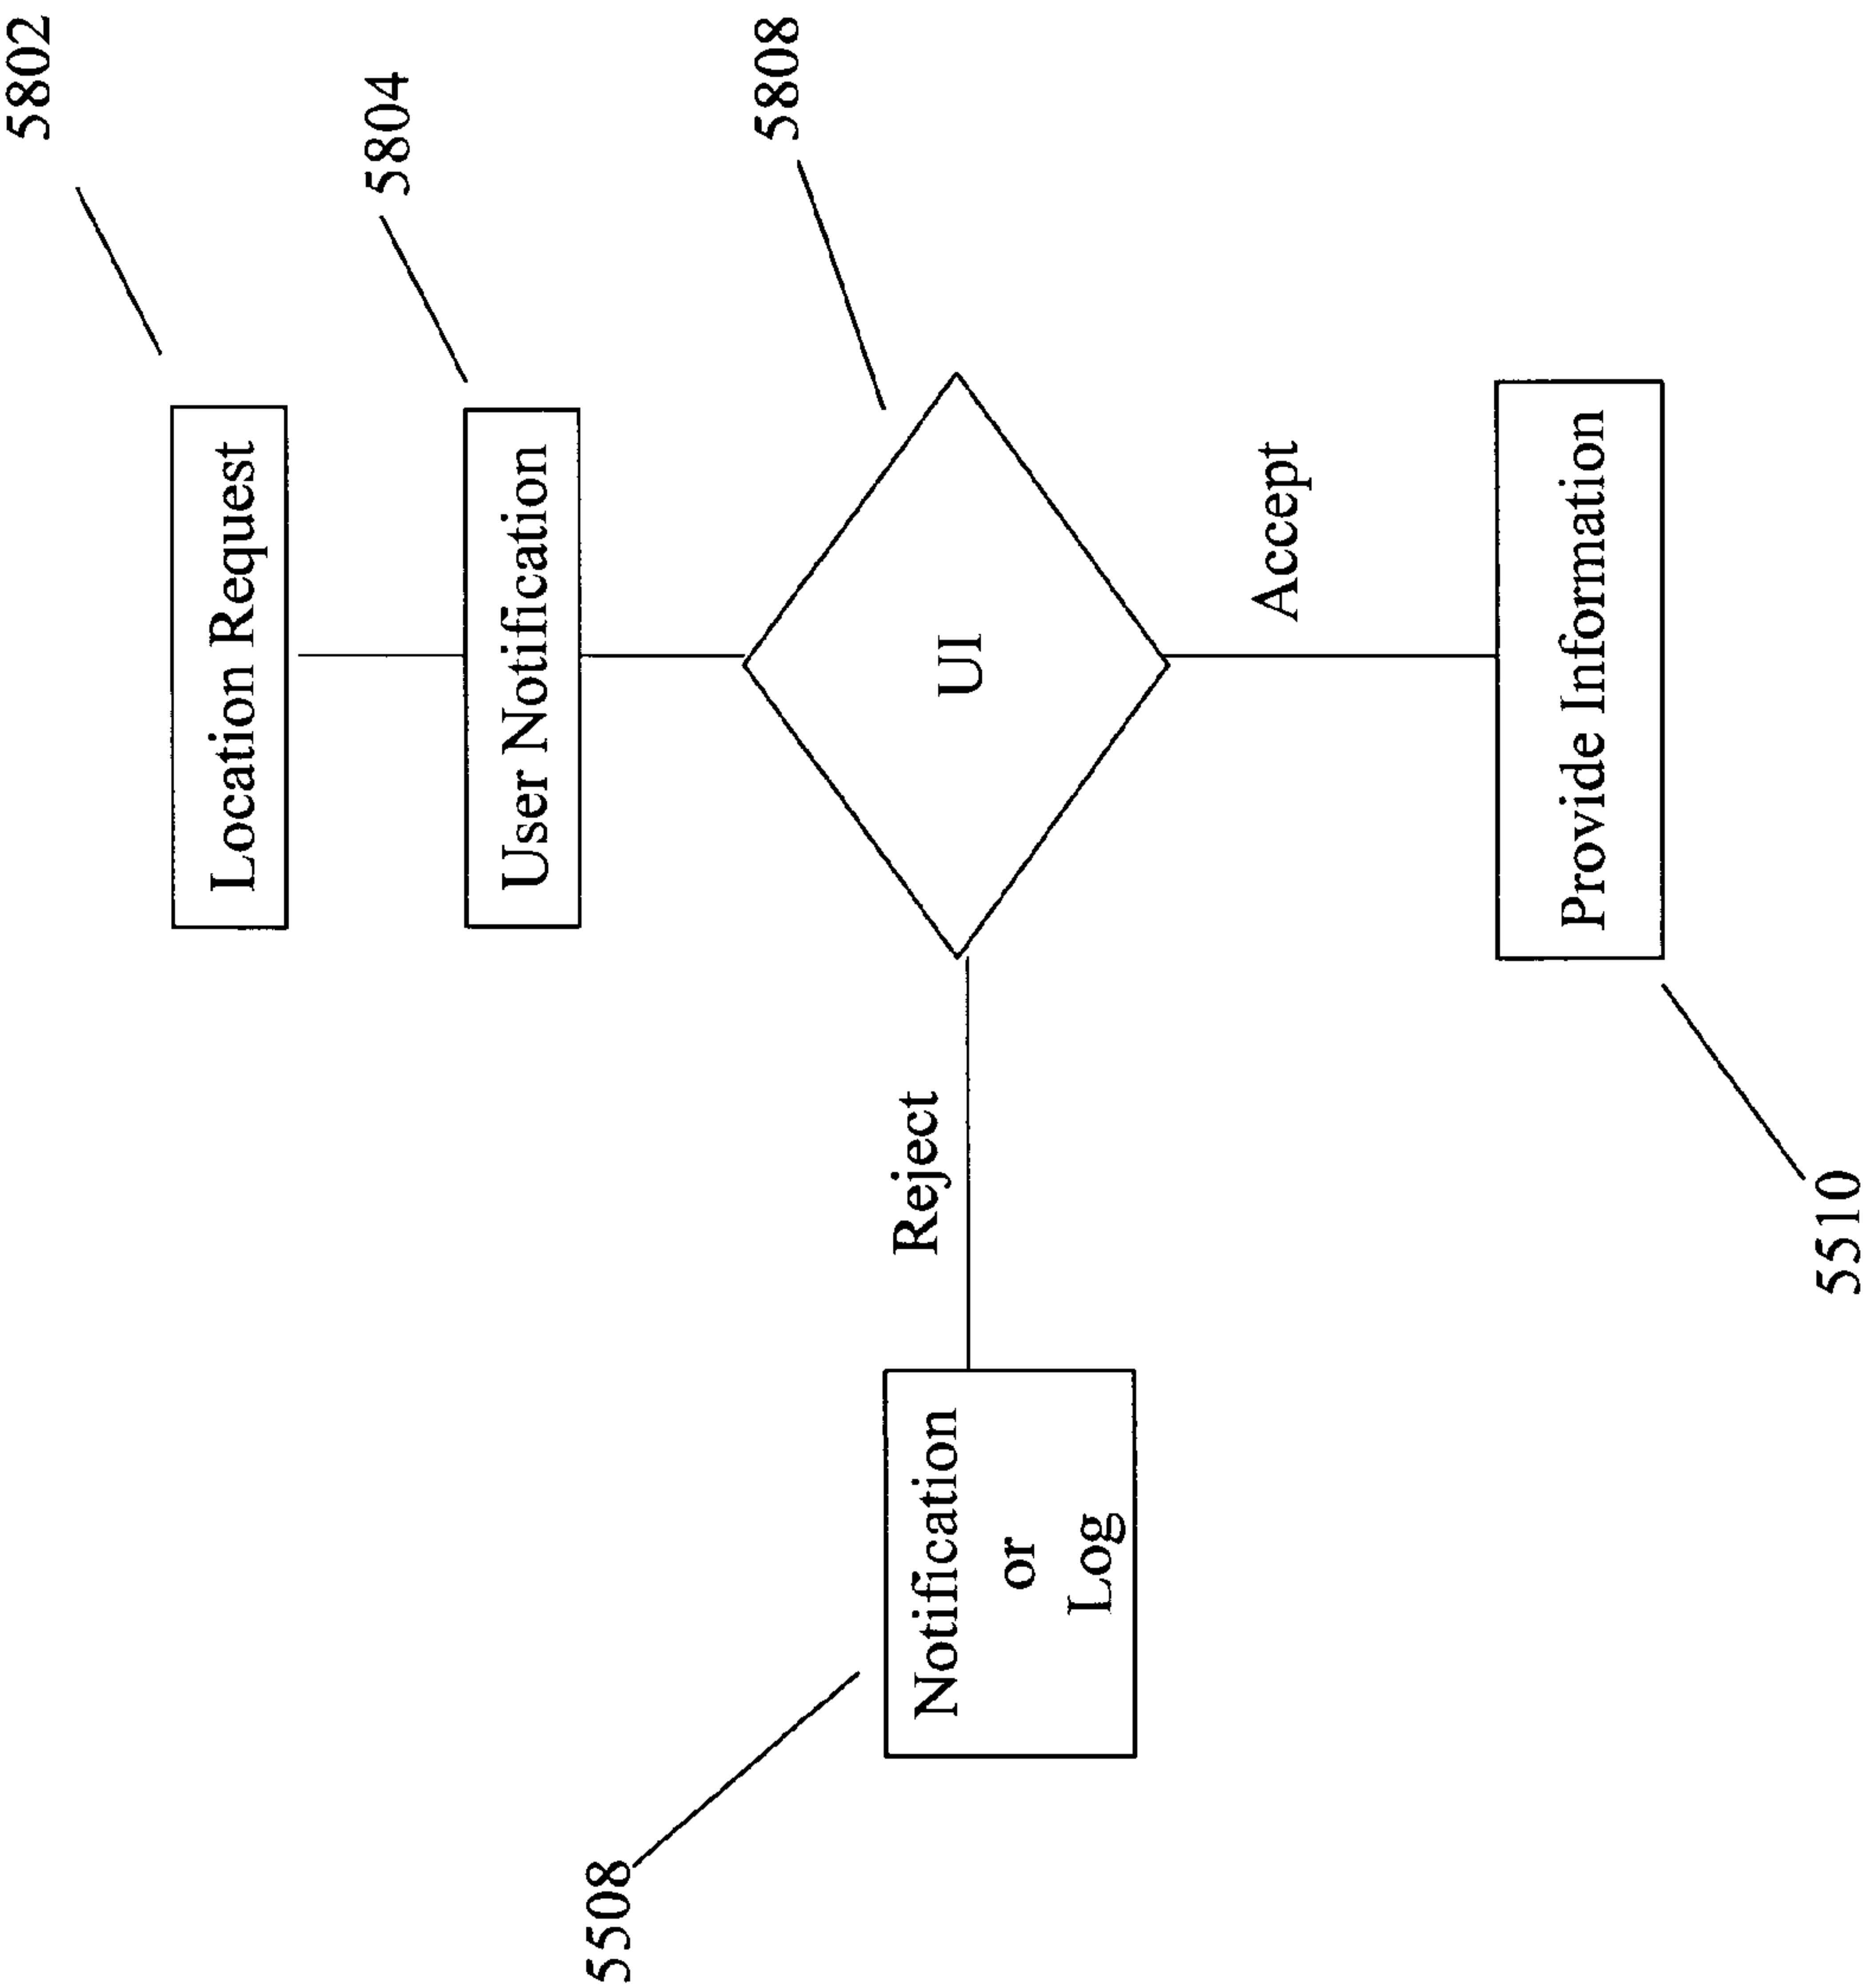 5802
Location Request
5804
User Notification
5508
5808
Notification
or
Log
Reject
UI
Accept
Provide Information
5510